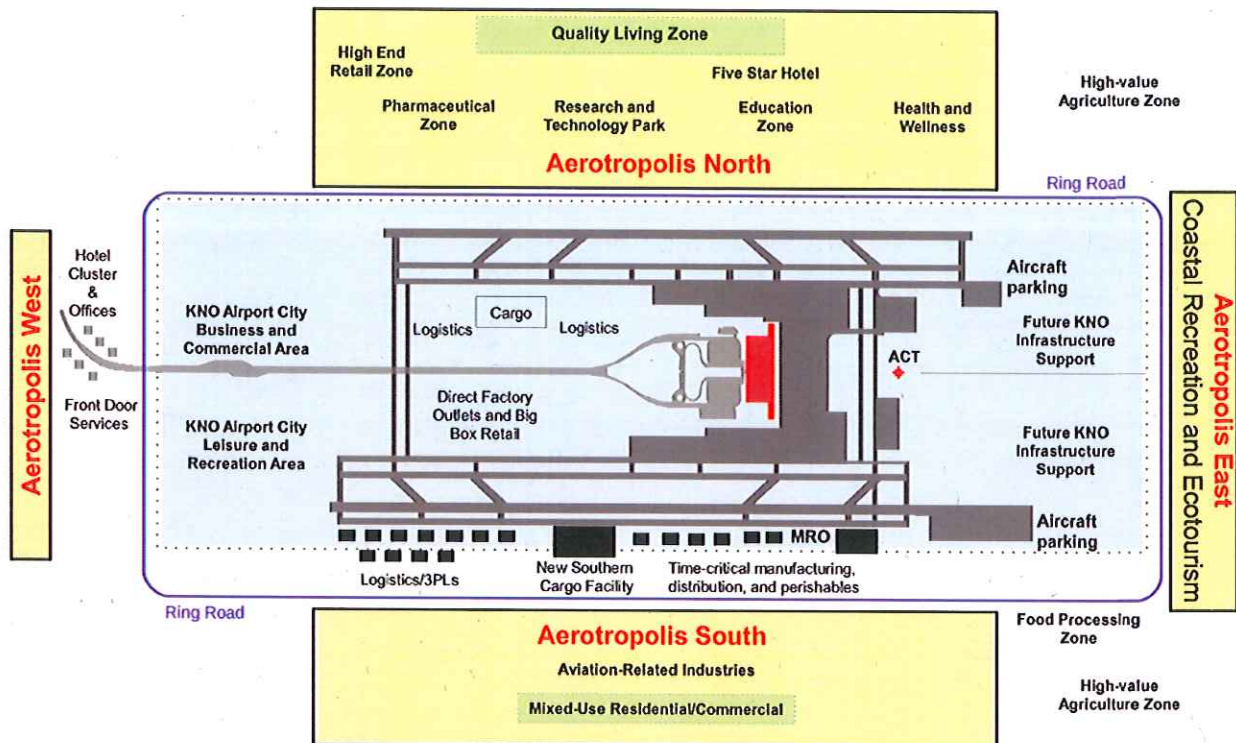 Quality Living Zone
High End
Retail Zone
Five Star Hotel
Pharmaceutical
Zone
Research and
Technology Park
Education
Zone
Health and
Wellness
Aerotropolis North
High-value
Agriculture Zone
Ring Road
Aerotropolis West
Hotel
Cluster
&
Offices
Front Door
Services
KNO Airport City
Business and
Commercial Area
KNO Airport City
Leisure and
Recreation Area
Logistics
Cargo
Logistics
Direct Factory
Outlets and Big
Box Retail
Aircraft
parking
Future KNO
Infrastructure
Support
ACT
Future KNO
Infrastructure
Support
Aircraft
parking
Coastal Recreation and Ecotourism
Aerotropolis East
MRO
Logistics/3PLs
New Southern
Cargo Facility
Time-critical manufacturing,
distribution, and perishables
Ring Road
Aerotropolis South
Aviation-Related Industries
Mixed-Use Residential/Commercial
Food Processing
Zone
High-value
Agriculture Zone